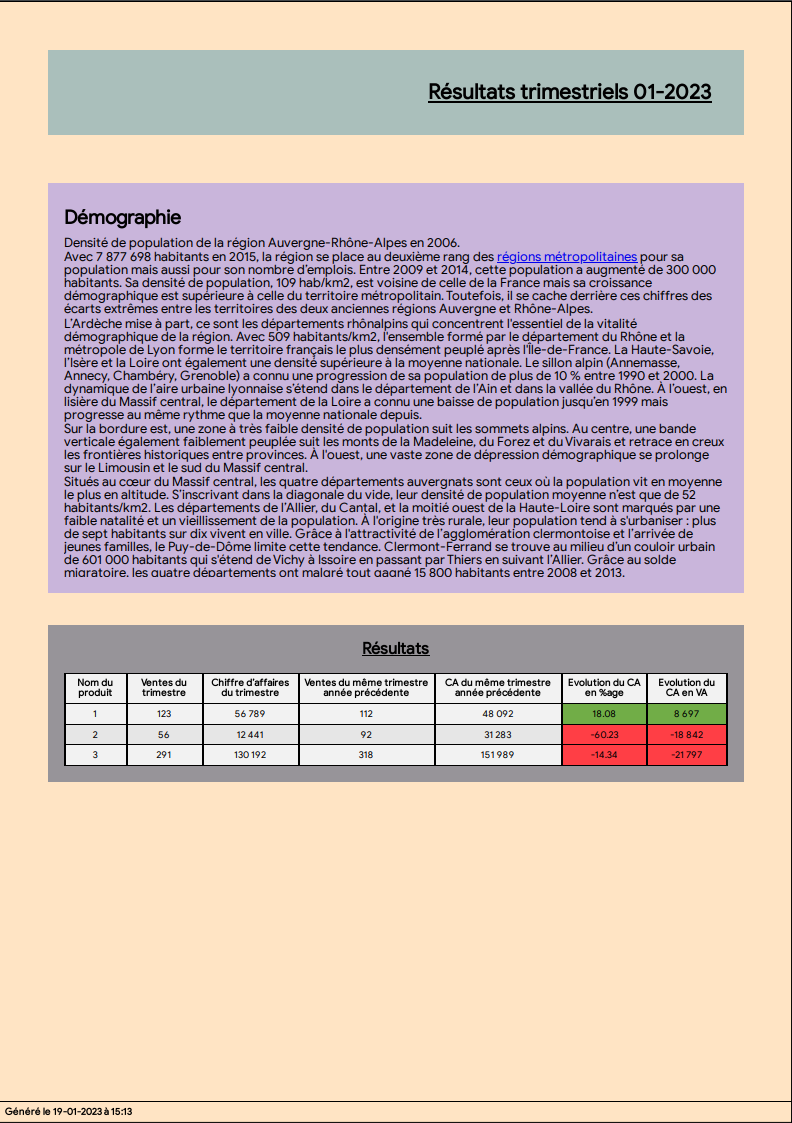 Résultats trimestriels 01-2023
Démographie
Densité de population de la région Auvergne-Rhône-Alpes en 2006.
Avec 7 877 698 habitants en 2015, la région se place au deuxième rang des régions métropolitaines pour sa
population mais aussi pour son nombre d'emplois. Entre 2009 et 2014, cette population a augmenté de 300 000
habitants. Sa densité de population, 109 hab/km2, est voisine de celle de la France mais sa croissance
démographique est supérieure à celle du territoire métropolitain. Toutefois, il se cache derrière ces chiffres des
écarts extrêmes entre les territoires des deux anciennes régions Auvergne et Rhône-Alpes.
L'Ardèche mise à part, ce sont les départements rhônalpins qui concentrent l'essentiel de la vitalité
démographique de la région. Avec 509 habitants/km2, l'ensemble formé par le département du Rhône et la
métropole de Lyon forme le territoire français le plus densément peuplé après l'Île-de-France. La Haute-Savoie,
l'Isère et la Loire ont également une densité supérieure à la moyenne nationale. Le sillon alpin (Annemasse,
Annecy, Chambéry, Grenoble) a connu une progression de sa population de plus de 10 % entre 1990 et 2000. La
dynamique de l'aire urbaine lyonnaise s'étend dans le département de l'Ain et dans la vallée du Rhône. À l'ouest, en
lisière du Massif central, le département de la Loire a connu une baisse de population jusqu'en 1999 mais
progresse au même rythme que la moyenne nationale depuis.
Sur la bordure est, une zone à très faible densité de population suit les sommets alpins. Au centre, une bande
verticale également faiblement peuplée suit les monts de la Madeleine, du Forez et du Vivarais et retrace en creux
les frontières historiques entre provinces. À l'ouest, une vaste zone de dépression démographique se prolonge
sur le Limousin et le sud du Massif central.
Situés au cœur du Massif central, les quatre départements auvergnats sont ceux où la population vit en moyenne
le plus en altitude. S'inscrivant dans la diagonale du vide, leur densité de population moyenne n'est que de 52
habitants/km2. Les départements de l'Allier, du Cantal, et la moitié ouest de la Haute-Loire sont marqués par une
faible natalité et un vieillissement de la population. À l'origine très rurale, leur population tend à s'urbaniser : plus
de sept habitants sur dix vivent en ville. Grâce à l'attractivité de l'agglomération clermontoise et l'arrivée de
jeunes familles, le Puy-de-Dôme limite cette tendance. Clermont-Ferrand se trouve au milieu d'un couloir urbain
de 601 000 habitants qui s'étend de Vichy à Issoire en passant par Thiers en suivant l'Allier. Grâce au solde
migratoire, les quatre départements ont malgré tout gagné 15 800 habitants entre 2008 et 2013.
Résultats
Nom du produit Ventes du trimestre Chiffre d'affaires du trimestre Ventes du même trimestre année précédente CA du même trimestre année précédente Evolution du CA en %age Evolution du CA en VA
1 123 56 789 112 48 092 18.08 8 697
2 56 12 441 92 31 283 -60.23 -18 842
3 291 130 192 318 151 989 -14.34 -21 797
Généré le 19-01-2023 à 15:13